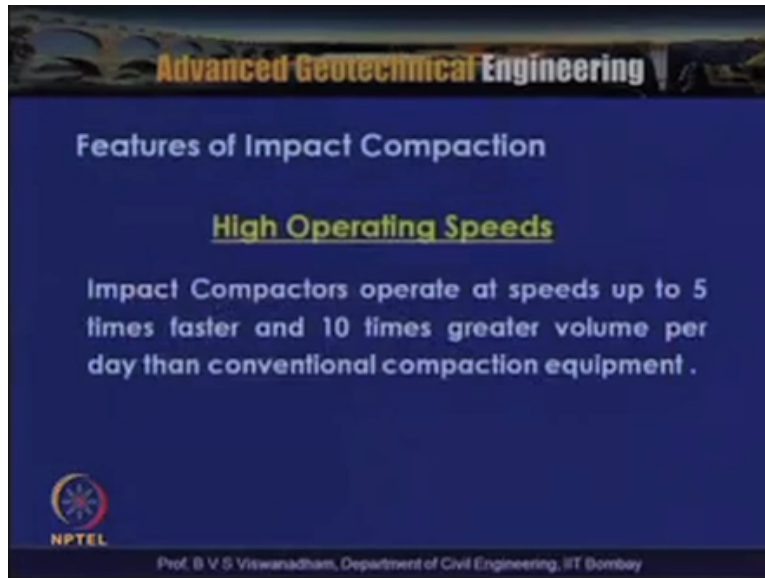 Advanced Geotechnical Engineering
Features of Impact Compaction
High Operating Speeds
Impact Compactors operate at speeds up to 5
times faster and 10 times greater volume per
day than conventional compaction equipment .
NPTEL
Prof. B V S Viswanadham, Department of Civil Engineering, IIT Bombay